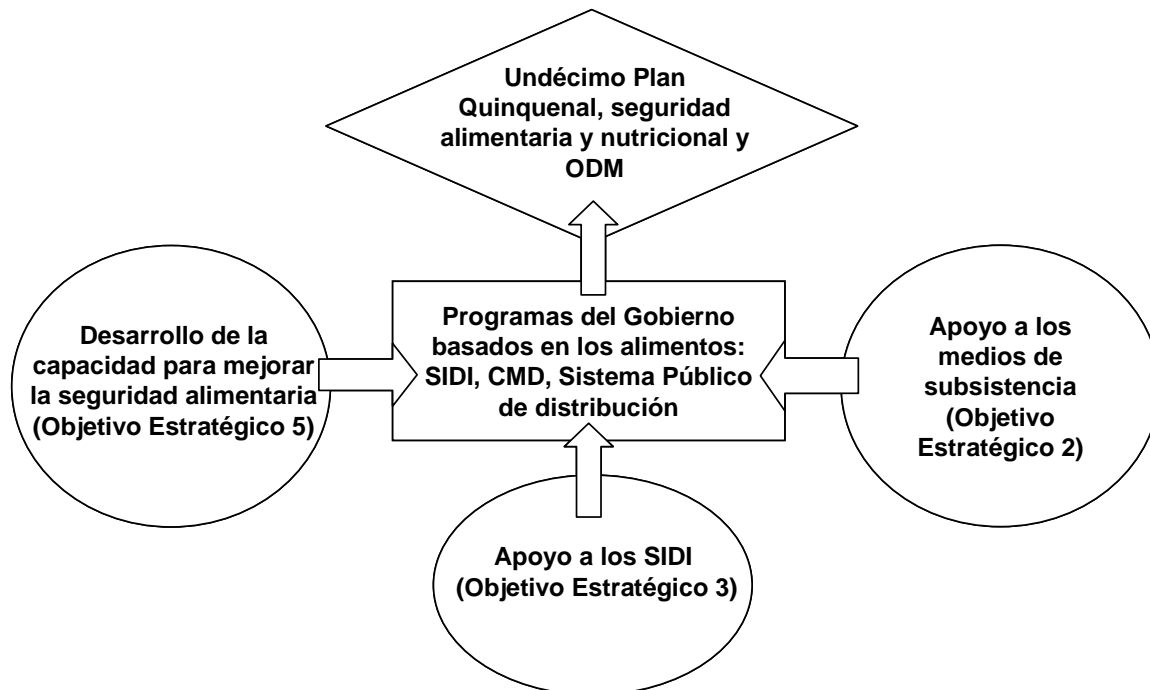 Undécimo Plan
Quinquenal, seguridad
alimentaria y nutricional y
ODM
Desarrollo de la
capacidad para mejorar
la seguridad alimentaria
(Objetivo Estratégico 5)
Programas del Gobierno
basados en los alimentos:
SIDI, CMD, Sistema Público
de distribución
Apoyo a los
medios de
subsistencia
(Objetivo
Estratégico 2)
Apoyo a los SIDI
(Objetivo Estratégico 3)